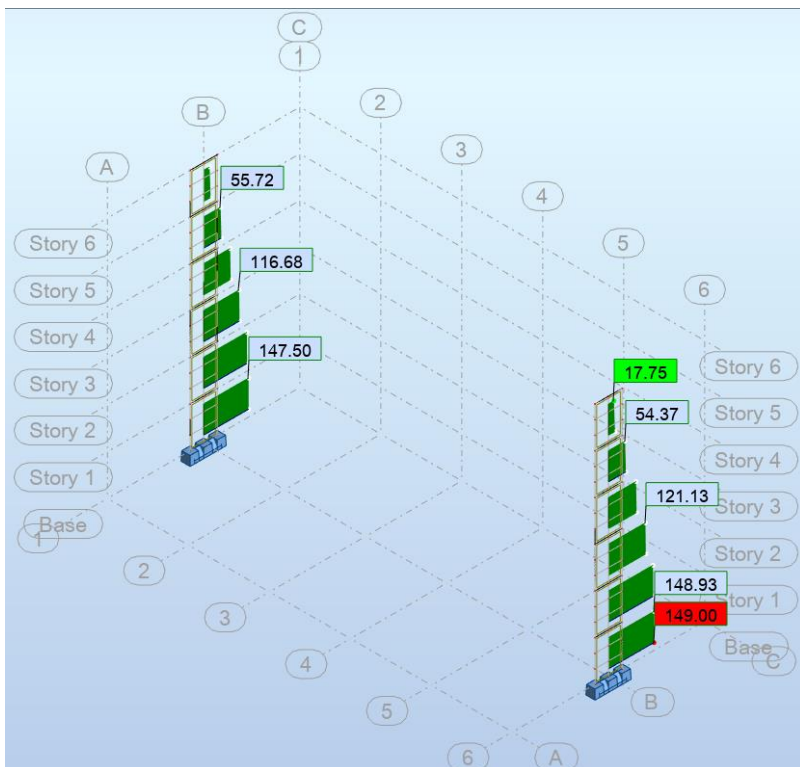 C
1
2
B
3
A
55.72
4
5
Story 6
116.68
6
Story 5
Story 4
147.50
Story 6
Story 3
17.75
Story 5
54.37
Story 2
Story 4
Story 1
121.13
Story 3
Base
1
Story 2
2
148.93
Story 1
3
149.00
Base
C
4
B
5
6
A